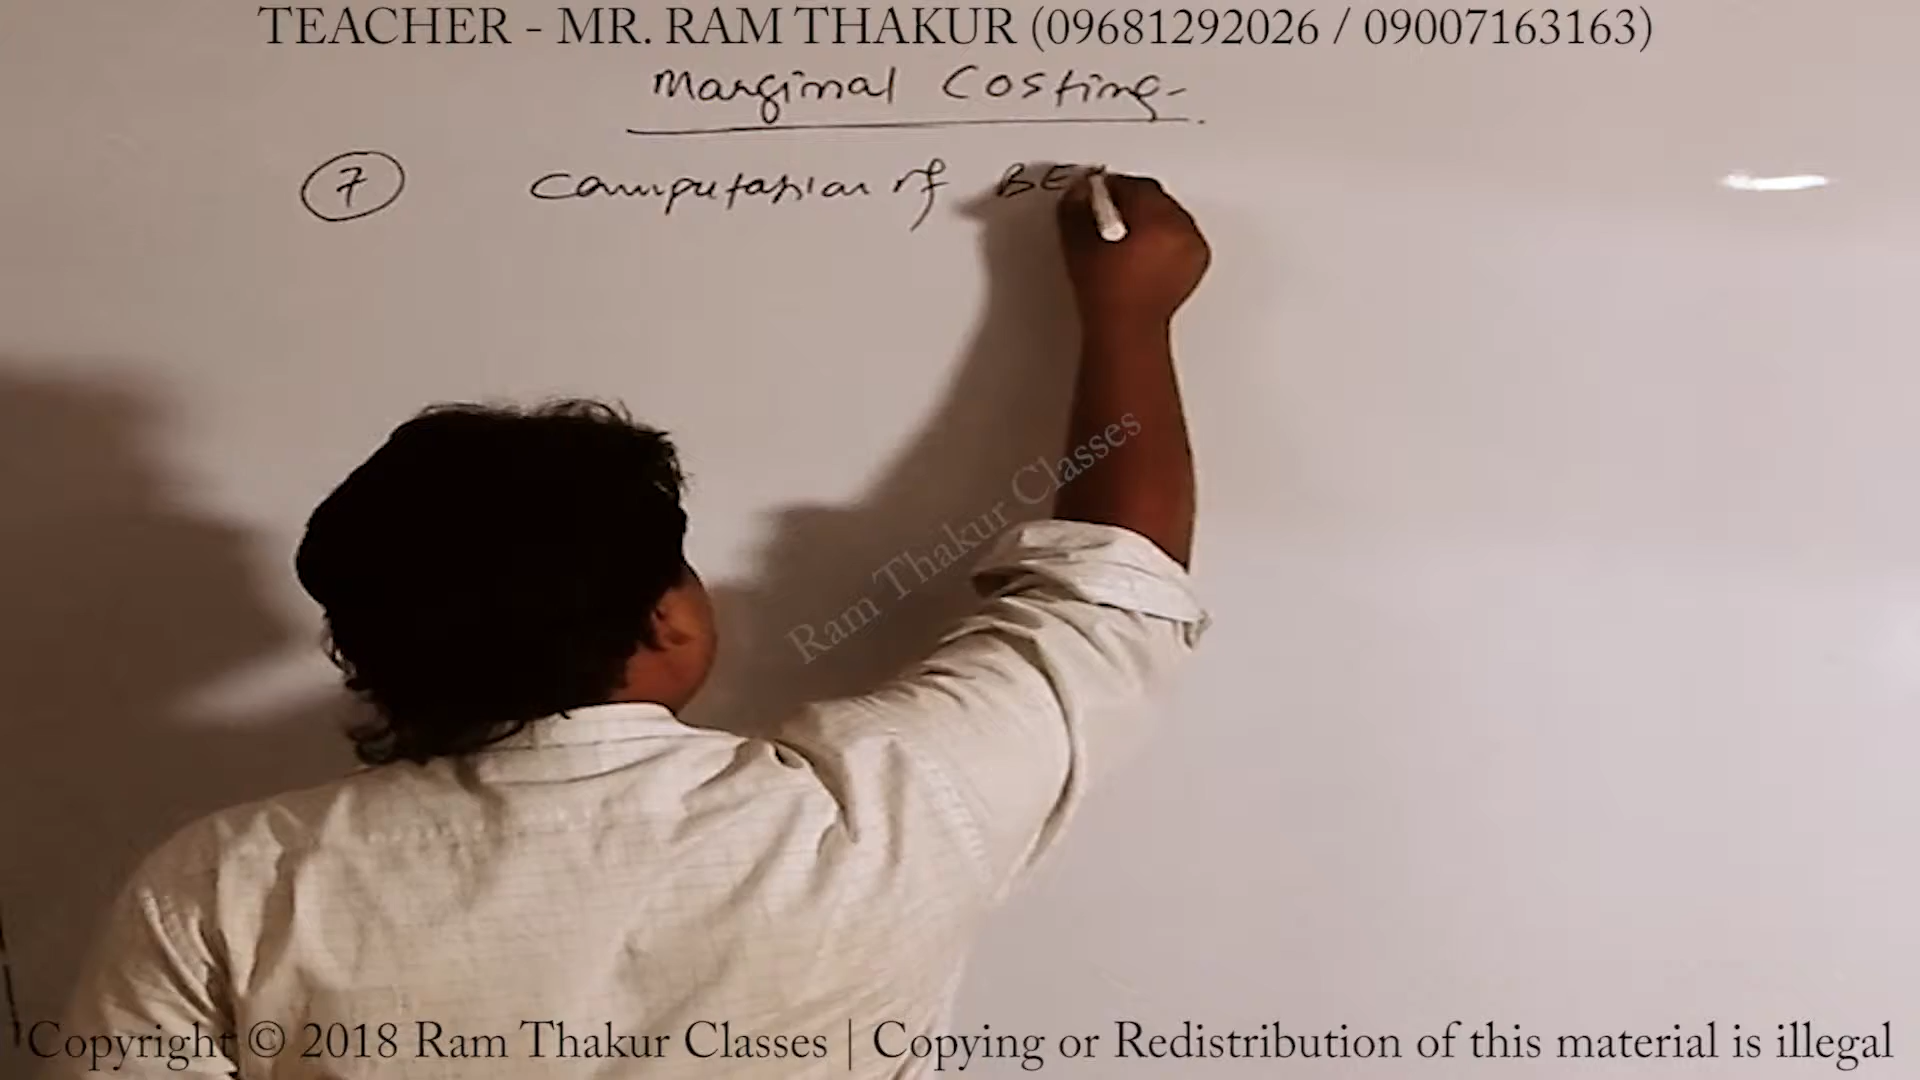 TEACHER - MR. RAM THAKUR (09681292026 / 09007163163)
Marginal Costing.
7 Computation of BE
Ram Thakur Classes
Copyright © 2018 Ram Thakur Classes | Copying or Redistribution of this material is illegal